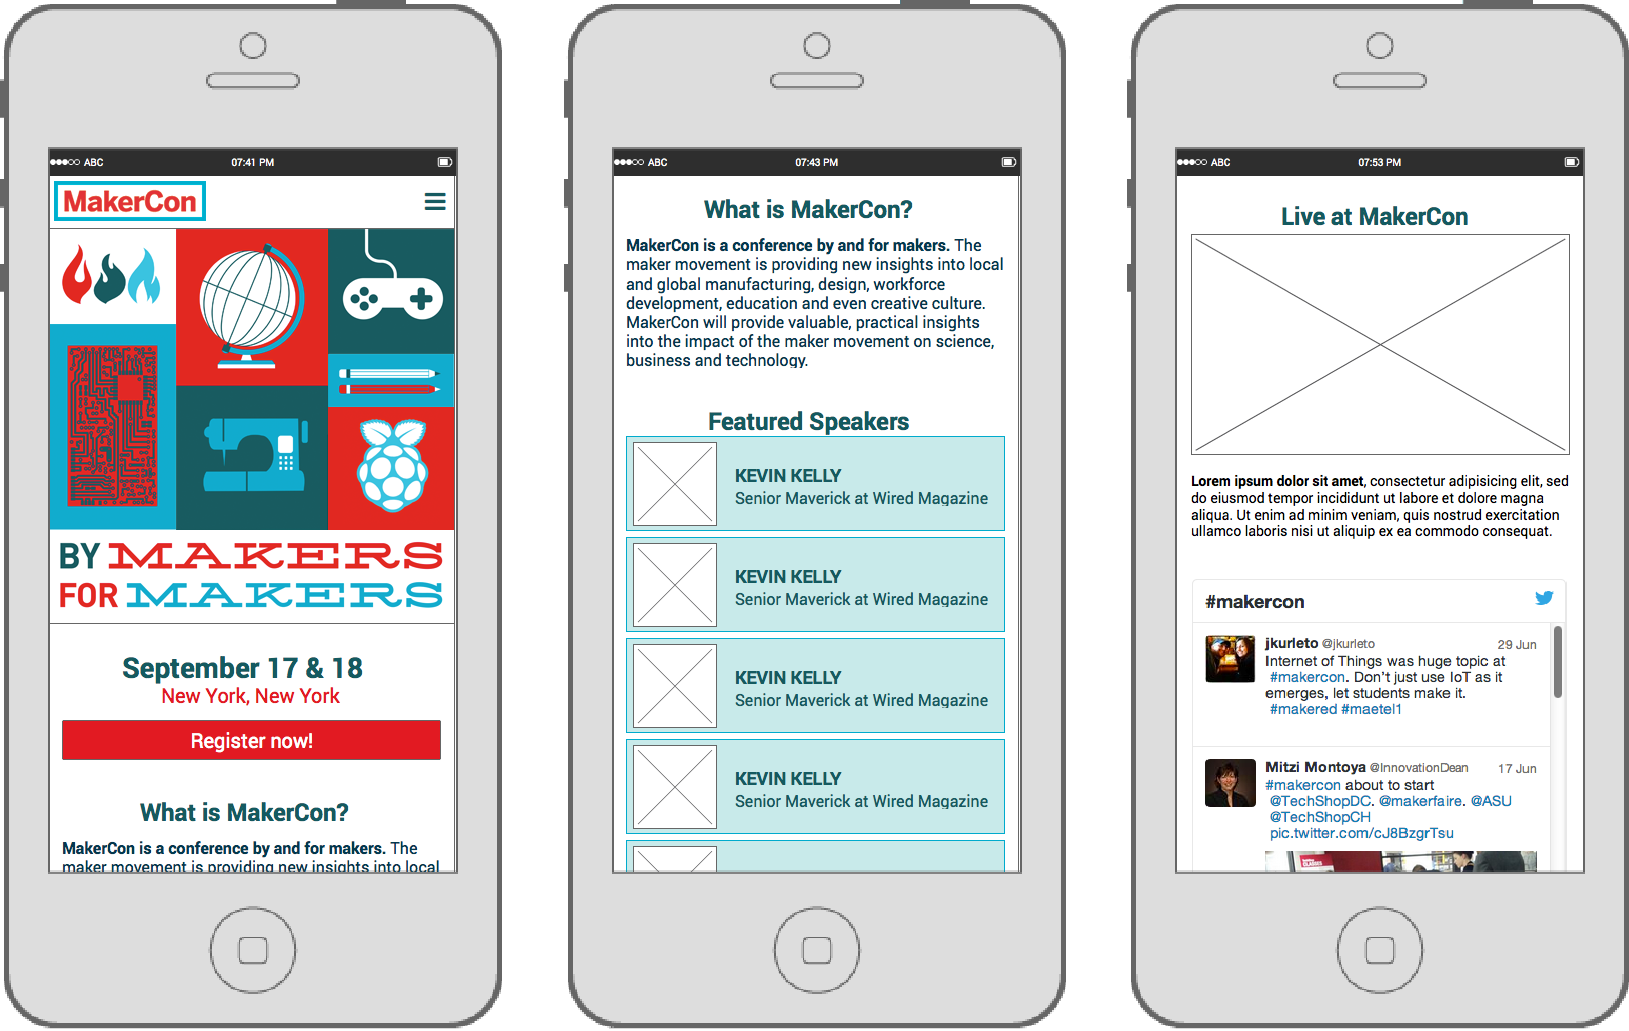 ABC 07:41 PM
MakerCon
BY MAKERS
FOR MAKERS
September 17 & 18
New York, New York
Register now!
What is MakerCon?
MakerCon is a conference by and for makers. The
maker movement is providing new insights into local
ABC 07:43 PM
What is MakerCon?
MakerCon is a conference by and for makers. The
maker movement is providing new insights into local
and global manufacturing, design, workforce
development, education and even creative culture.
MakerCon will provide valuable, practical insights
into the impact of the maker movement on science,
business and technology.
Featured Speakers
KEVIN KELLY
Senior Maverick at Wired Magazine
KEVIN KELLY
Senior Maverick at Wired Magazine
KEVIN KELLY
Senior Maverick at Wired Magazine
KEVIN KELLY
Senior Maverick at Wired Magazine
ABC 07:53 PM
Live at MakerCon
Lorem ipsum dolor sit amet, consectetur adipisicing elit, sed
do eiusmod tempor incididunt ut labore et dolore magna
aliqua. Ut enim ad minim veniam, quis nostrud exercitation
ullamco laboris nisi ut aliquip ex ea commodo consequat.
#makercon
jkurleto @jkurleto 29 Jun
Internet of Things was huge topic at
#makercon. Don't just use IoT as it
emerges, let students make it.
#makered #maetel1
Mitzi Montoya @InnovationDean 17 Jun
#makercon about to start
@TechShopDC. @makerfaire. @ASU
@TechShopCH
pic.twitter.com/cJ8BzgrTsu